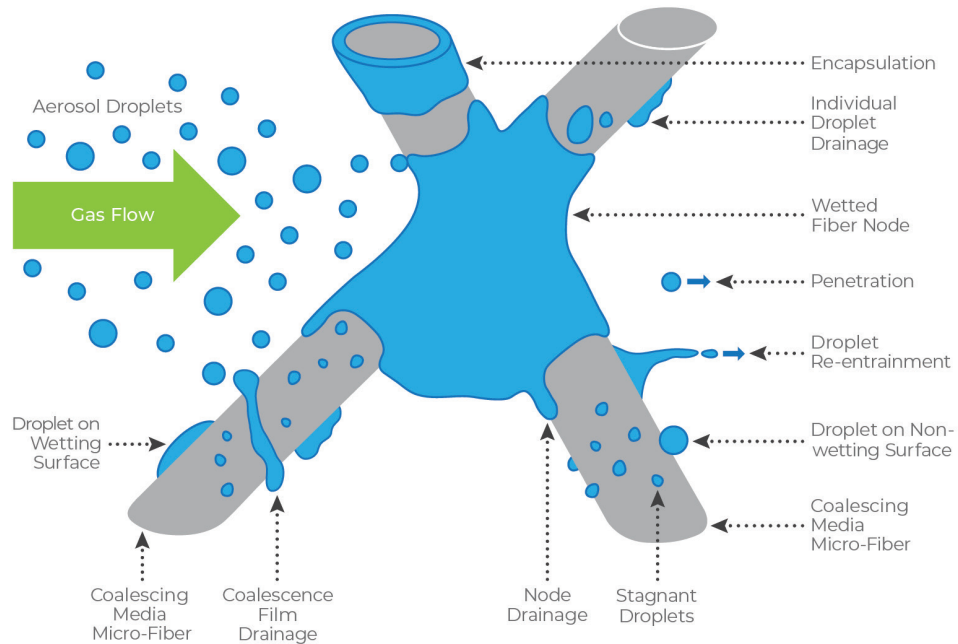 Aerosol Droplets
Gas Flow
Encapsulation
Individual
Droplet
Drainage
Wetted
Fiber Node
Penetration
Droplet
Re-entrainment
Droplet on
Wetting
Surface
Droplet on Non-
wetting Surface
Coalescing
Media
Micro-Fiber
Coalescing
Media
Micro-Fiber
Coalescence
Film
Drainage
Node
Drainage
Stagnant
Droplets